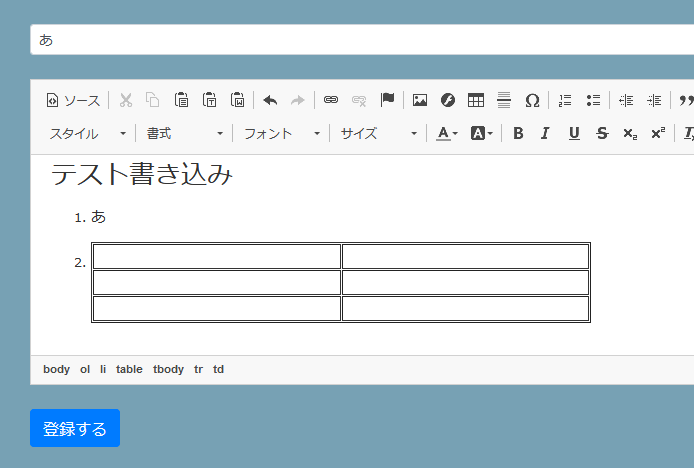 あ
ソース
スタイル 書式 フォント サイズ A A B I U S x₂ x²
テスト書き込み
1. あ
2.
body ol li table tbody tr td
登録する